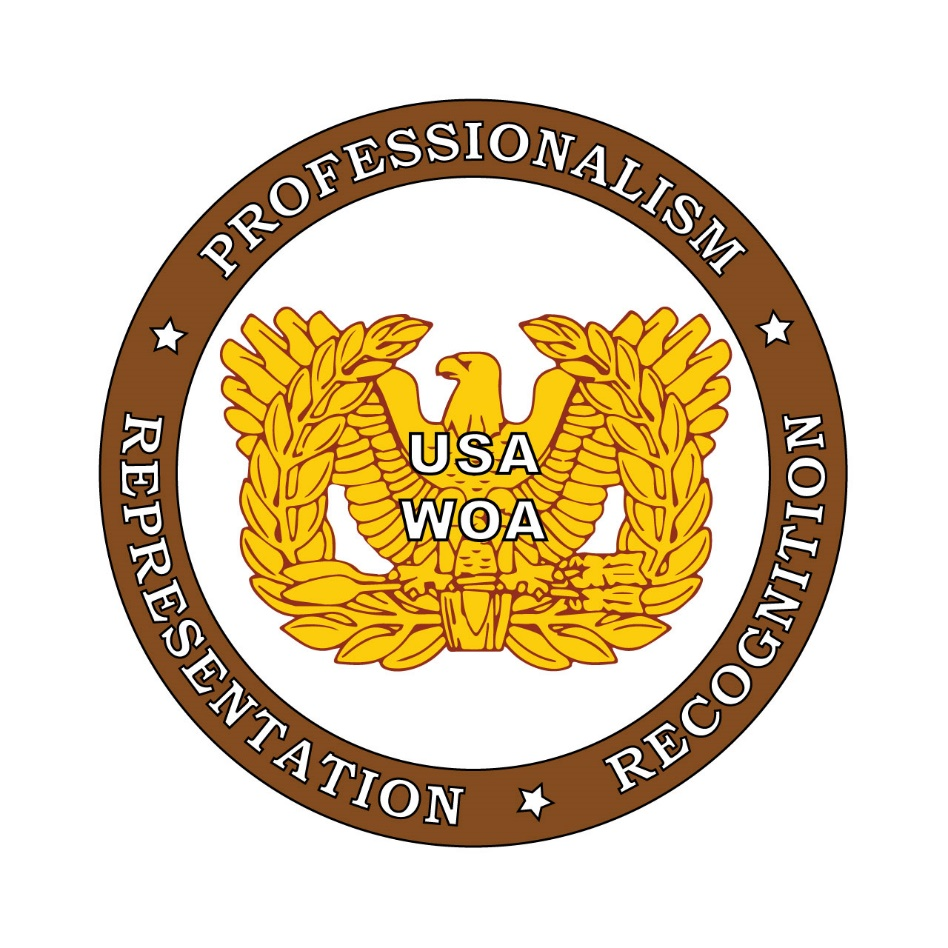 PROFESSIONALISM
USA
WOA
REPRESENTATION
RECOGNITION